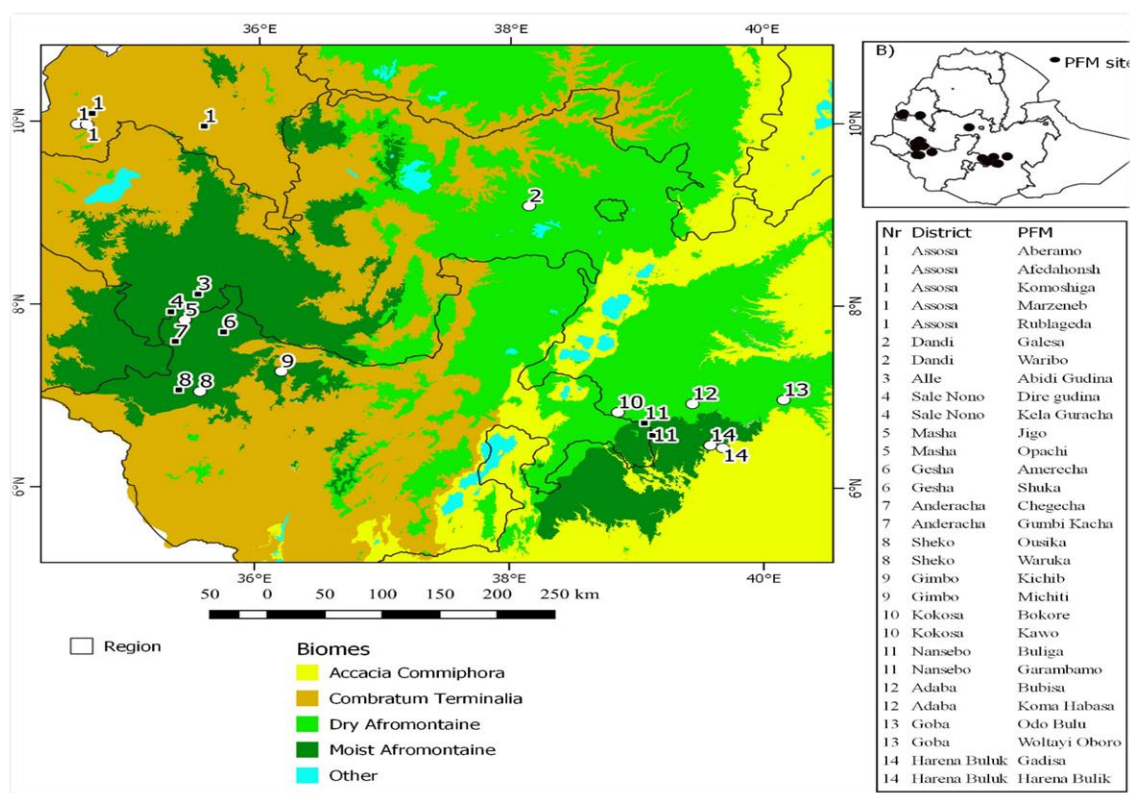 36°E 38°E 40°E
10°N 10°N
8°N 8°N
6°N 6°N
1
1 1
1
2
3
4 5
6
7
9
8 8
10
11
11
12
13
14
14
36°E 38°E 40°E
50 0 50 100 150 200 250 km
Region
Biomes
Accacia Commiphora
Combratum Terminalia
Dry Afromontaine
Moist Afromontaine
Other
B)
PFM site
Nr District PFM
1 Assosa Aberamo
1 Assosa Afedahonsh
1 Assosa Komoshiga
1 Assosa Marzeneb
1 Assosa Rublageda
2 Dandi Galesa
2 Dandi Waribo
3 Alle Abidi Gudina
4 Sale Nono Dire gudina
4 Sale Nono Kela Guracha
5 Masha Jigo
5 Masha Opachi
6 Gesha Amerecha
6 Gesha Shuka
7 Anderacha Chegecha
7 Anderacha Gumbi Kacha
8 Sheko Ousika
8 Sheko Waruka
9 Gimbo Kichib
9 Gimbo Michiti
10 Kokosa Bokore
10 Kokosa Kawo
11 Nansebo Buliga
11 Nansebo Garambamo
12 Adaba Bubisa
12 Adaba Koma Habasa
13 Goba Odo Bulu
13 Goba Woltayi Oboro
14 Harena Buluk Gadisa
14 Harena Buluk Harena Bulik